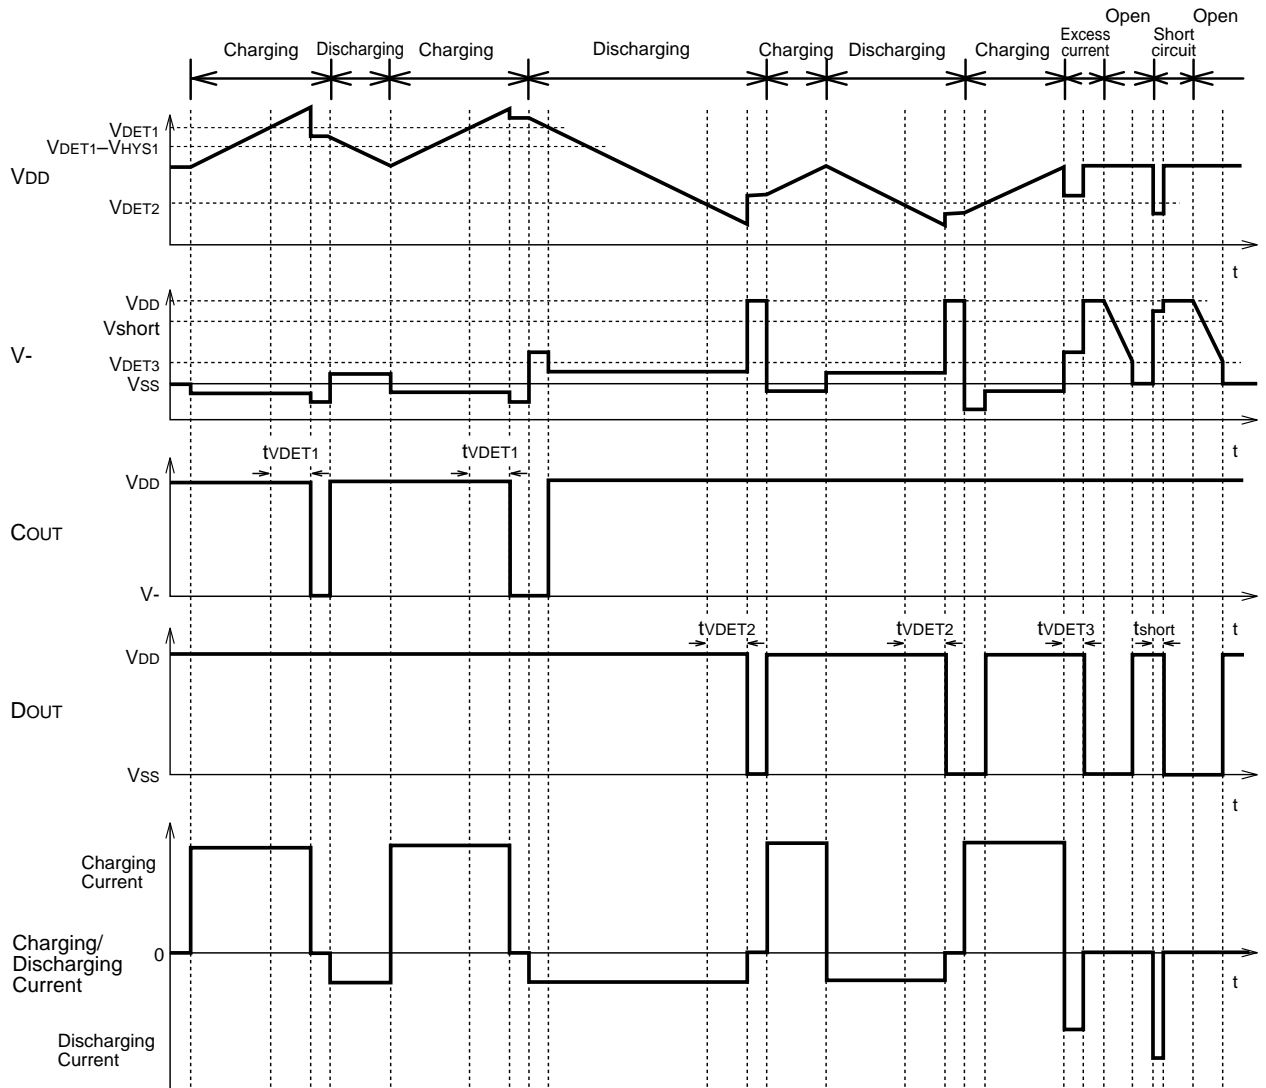 Open Open
Charging Discharging Charging Discharging Charging Discharging Charging Excess Short
current circuit
VDET1
VDET1–VHYS1
VDD
VDET2
t
VDD
Vshort
V-
VDET3
VSS
t
tVDET1 tVDET1
VDD
COUT
V-
t
tVDET2 tVDET2 tVDET3 tshort
VDD
DOUT
VSS
t
Charging
Current
Charging/
Discharging
Current
0
t
Discharging
Current